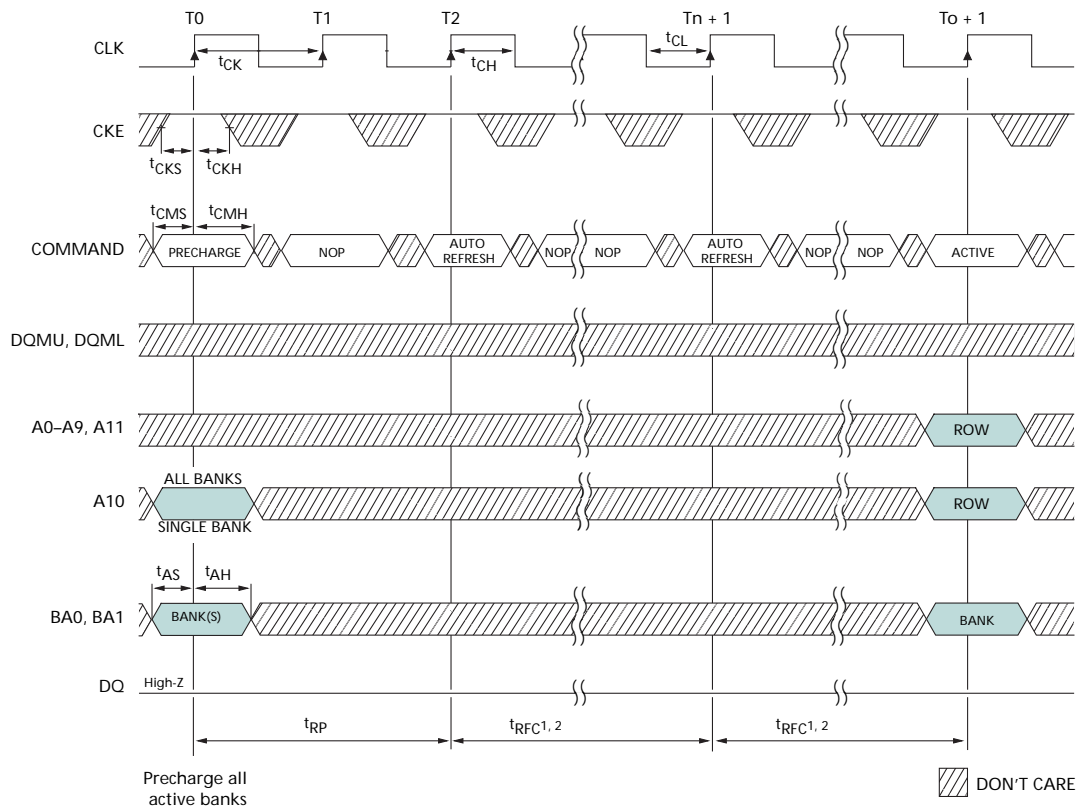 T0 T1 T2 Tn + 1 To + 1
CLK
tCK tCH tCL
CKE
tCKS tCKH
tCMS tCMH
COMMAND PRECHARGE NOP AUTO REFRESH NOP NOP AUTO REFRESH NOP NOP ACTIVE
DQMU, DQML
A0–A9, A11 ROW
ALL BANKS
A10 ROW
SINGLE BANK
tAS tAH
BA0, BA1 BANK(S) BANK
DQ High-Z
tRP tRFC1, 2 tRFC1, 2
Precharge all
active banks
DON'T CARE